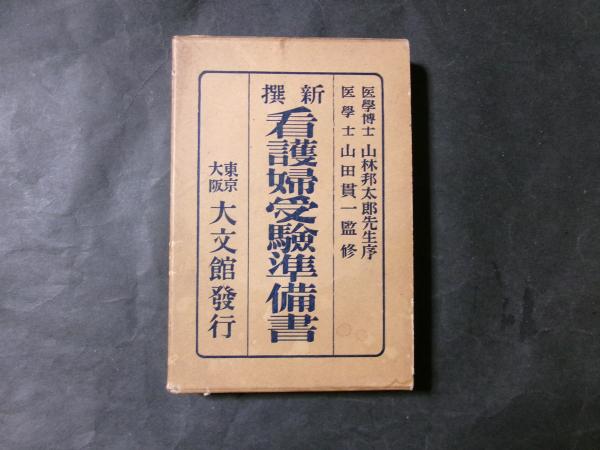 医學博士 山林邦太郎先生序
医學士 山田貫一監修
新撰
看護婦受驗準備書
東京
大阪
大文館發行